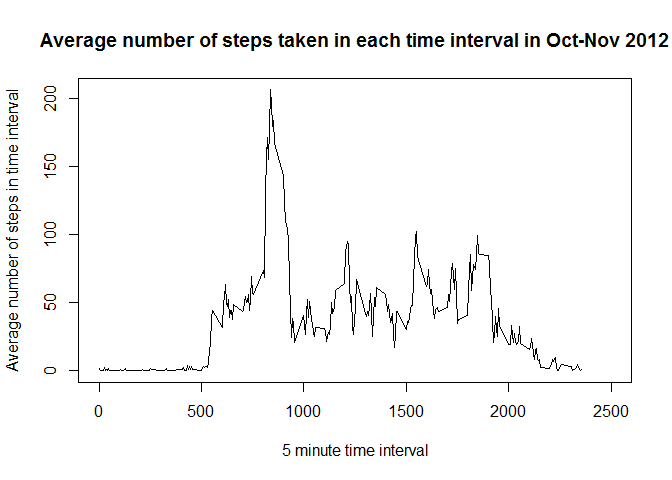 Average number of steps taken in each time interval in Oct-Nov 2012
Average number of steps in time interval
200
150
100
50
0
0 500 1000 1500 2000 2500
5 minute time interval